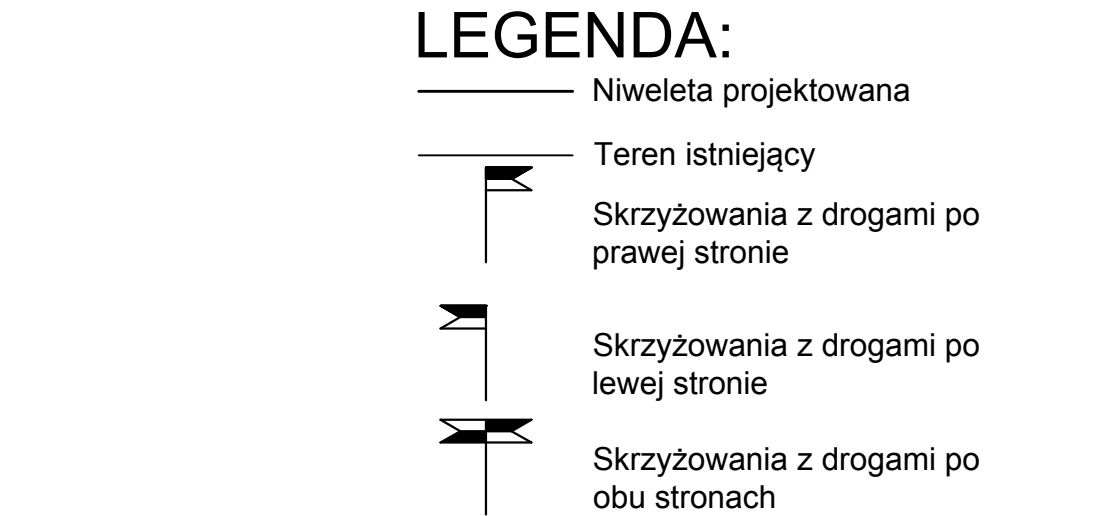 LEGENDA:
Niweleta projektowana
Teren istniejący
Skrzyżowania z drogami po
prawej stronie
Skrzyżowania z drogami po
lewej stronie
Skrzyżowania z drogami po
obu stronach